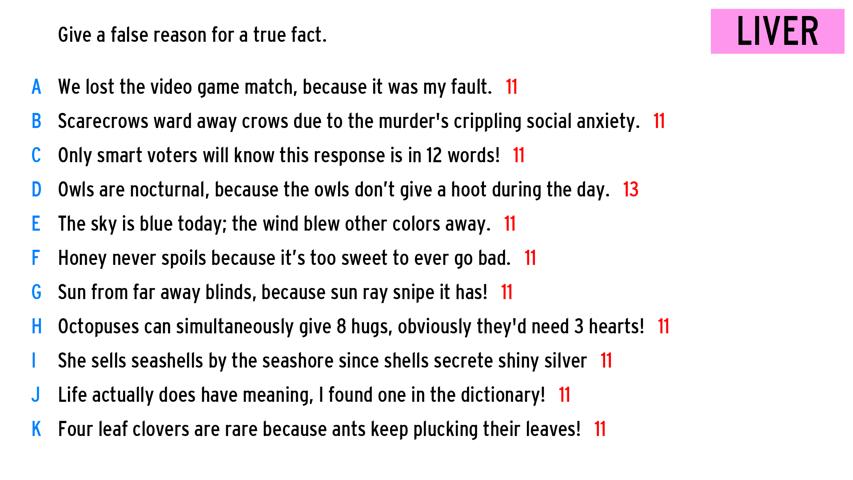 Give a false reason for a true fact.
LIVER
A We lost the video game match, because it was my fault. 11
B Scarecrows ward away crows due to the murder's crippling social anxiety. 11
C Only smart voters will know this response is in 12 words! 11
D Owls are nocturnal, because the owls don’t give a hoot during the day. 13
E The sky is blue today; the wind blew other colors away. 11
F Honey never spoils because it’s too sweet to ever go bad. 11
G Sun from far away blinds, because sun ray snipe it has! 11
H Octopuses can simultaneously give 8 hugs, obviously they'd need 3 hearts! 11
I She sells seashells by the seashore since shells secrete shiny silver 11
J Life actually does have meaning, I found one in the dictionary! 11
K Four leaf clovers are rare because ants keep plucking their leaves! 11